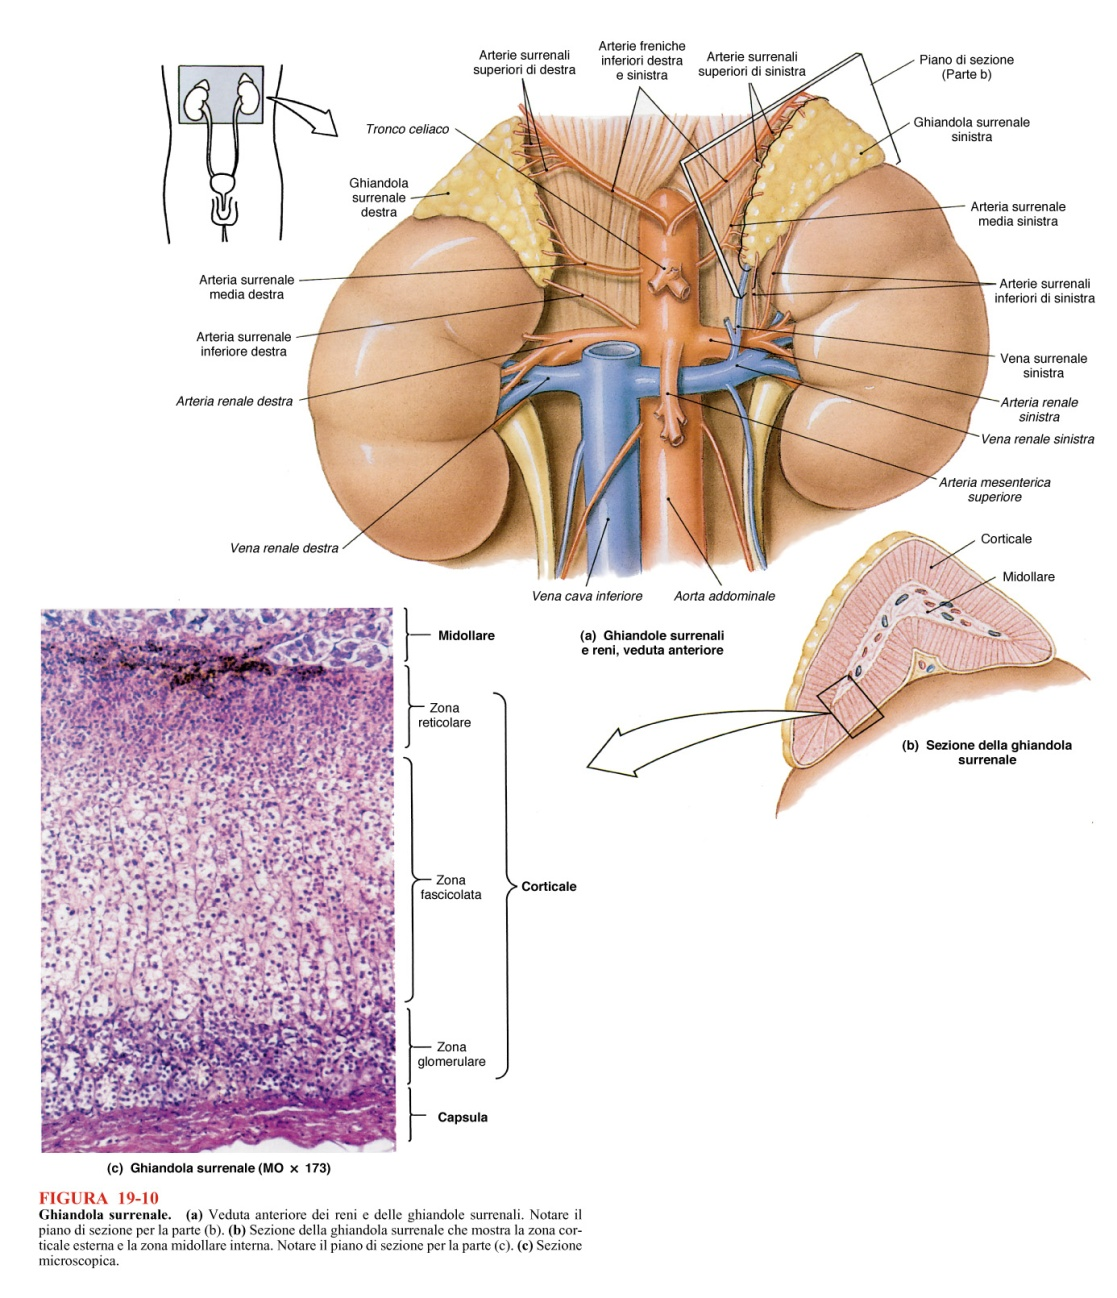 Arterie surrenali
superiori di destra
Arterie freniche
inferiori destra
e sinistra
Arterie surrenali
superiori di sinistra
Piano di sezione
(Parte b)
Tronco celiaco
Ghiandola surrenale
sinistra
Ghiandola
surrenale
destra
Arteria surrenale
media sinistra
Arteria surrenale
media destra
Arterie surrenali
inferiori di sinistra
Arteria surrenale
inferiore destra
Vena surrenale
sinistra
Arteria renale destra
Arteria renale
sinistra
Vena renale sinistra
Arteria mesenterica
superiore
Vena renale destra
Vena cava inferiore
Aorta addominale
Corticale
Midollare
(a) Ghiandole surrenali
e reni, veduta anteriore
(b) Sezione della ghiandola
surrenale
Midollare
Zona
reticolare
Zona
fascicolata
Corticale
Zona
glomerulare
Capsula
(c) Ghiandola surrenale (MO × 173)
FIGURA 19-10
Ghiandola surrenale. (a) Veduta anteriore dei reni e delle ghiandole surrenali. Notare il
piano di sezione per la parte (b). (b) Sezione della ghiandola surrenale che mostra la zona cor-
ticale esterna e la zona midollare interna. Notare il piano di sezione per la parte (c). (c) Sezione
microscopica.